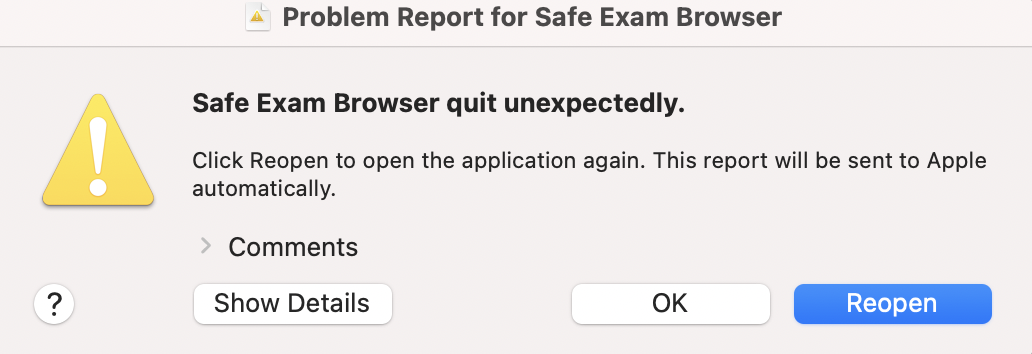 Problem Report for Safe Exam Browser
Safe Exam Browser quit unexpectedly.
Click Reopen to open the application again. This report will be sent to Apple
automatically.
Comments
?
Show Details
OK
Reopen